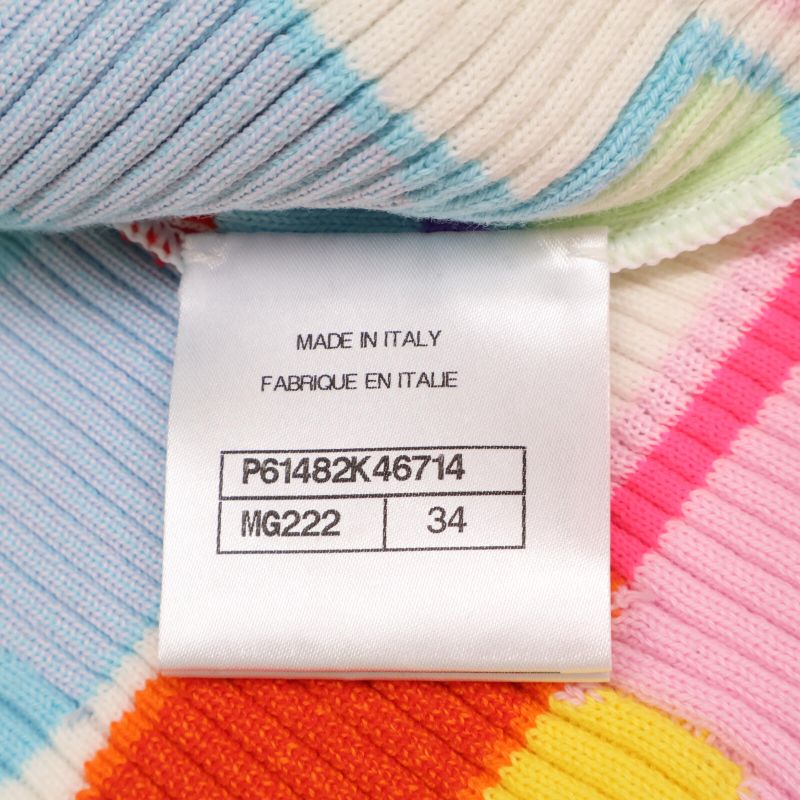 MADE IN ITALY
FABRIQUE EN ITALIE
P61482K46714
MG222 34